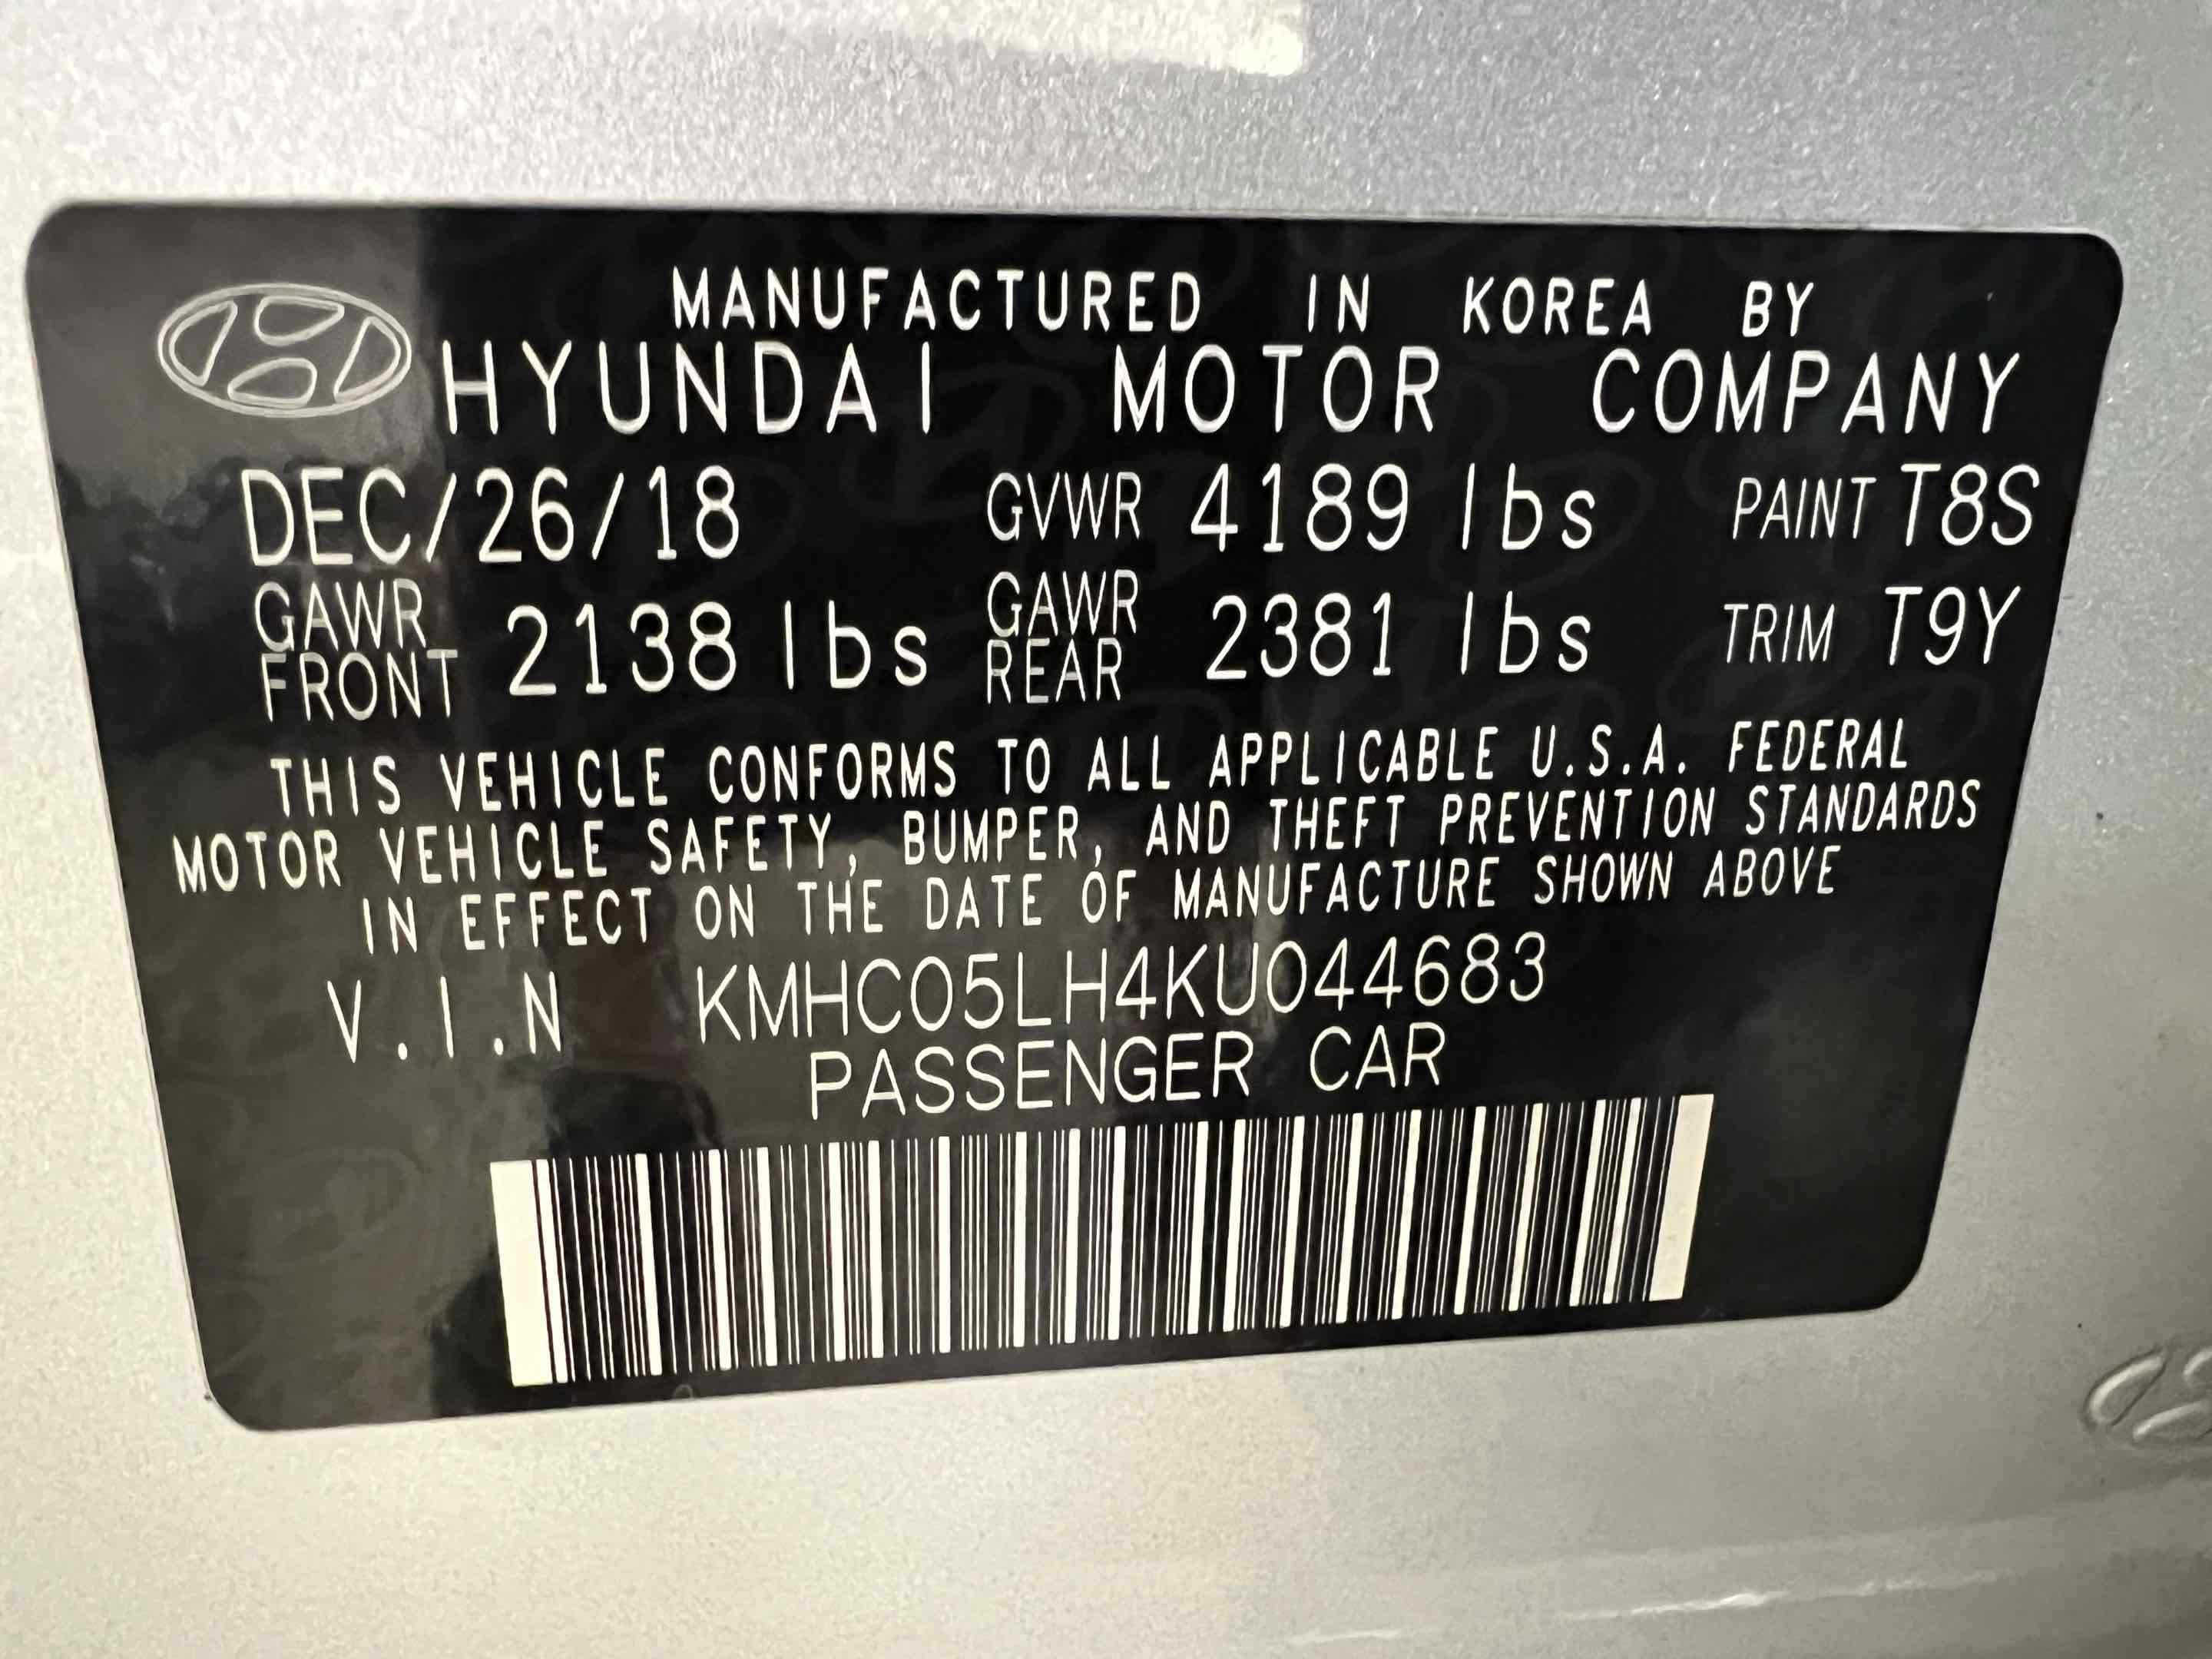 MANUFACTURED IN KOREA BY
HYUNDAI MOTOR COMPANY
DEC/26/18 GVWR 4189 lbs PAINT T8S
GAWR FRONT 2138 lbs GAWR REAR 2381 lbs TRIM T9Y
THIS VEHICLE CONFORMS TO ALL APPLICABLE U.S.A. FEDERAL
MOTOR VEHICLE SAFETY, BUMPER, AND THEFT PREVENTION STANDARDS
IN EFFECT ON THE DATE OF MANUFACTURE SHOWN ABOVE
V.I.N KMHC05LH4KU044683
PASSENGER CAR